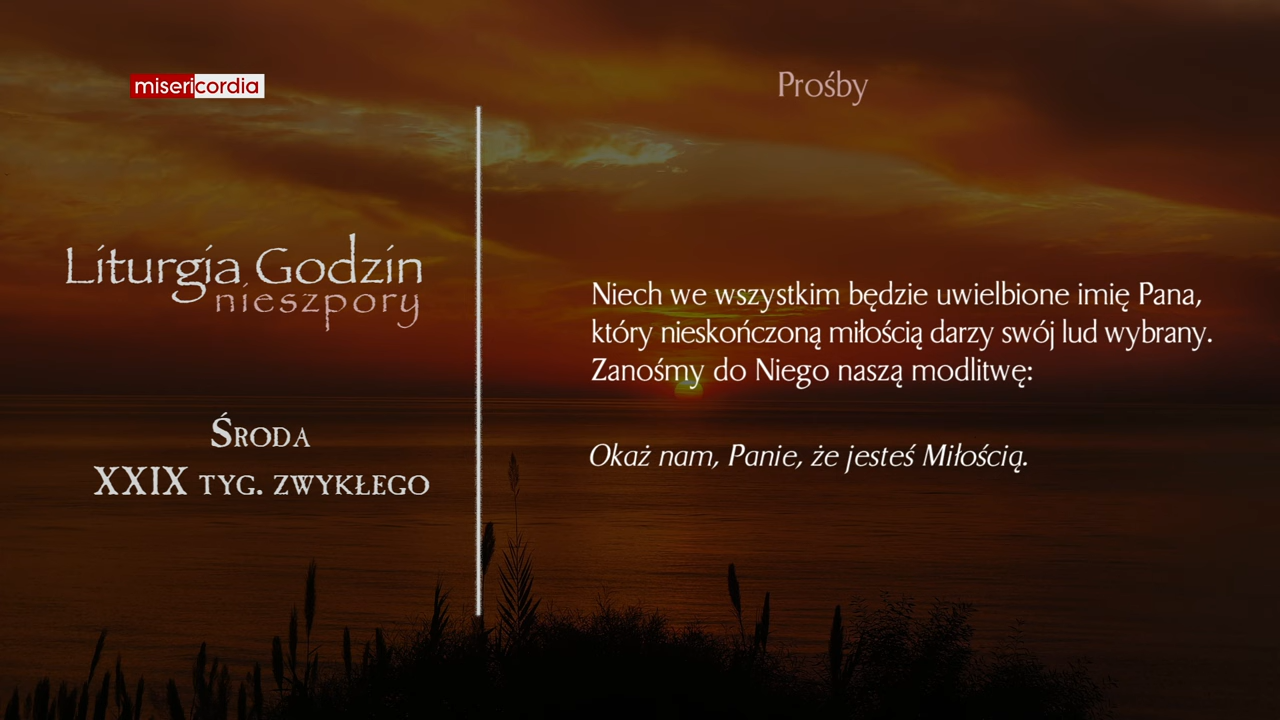 misericordia
Prośby
Liturgia Godzin
nieszpory
Niech we wszystkim będzie uwielbione imię Pana,
który nieskończoną miłością darzy swój lud wybrany.
Zanośmy do Niego naszą modlitwę:
Środa
XXIX tyg. zwykłego
Okaż nam, Panie, że jesteś Miłością.